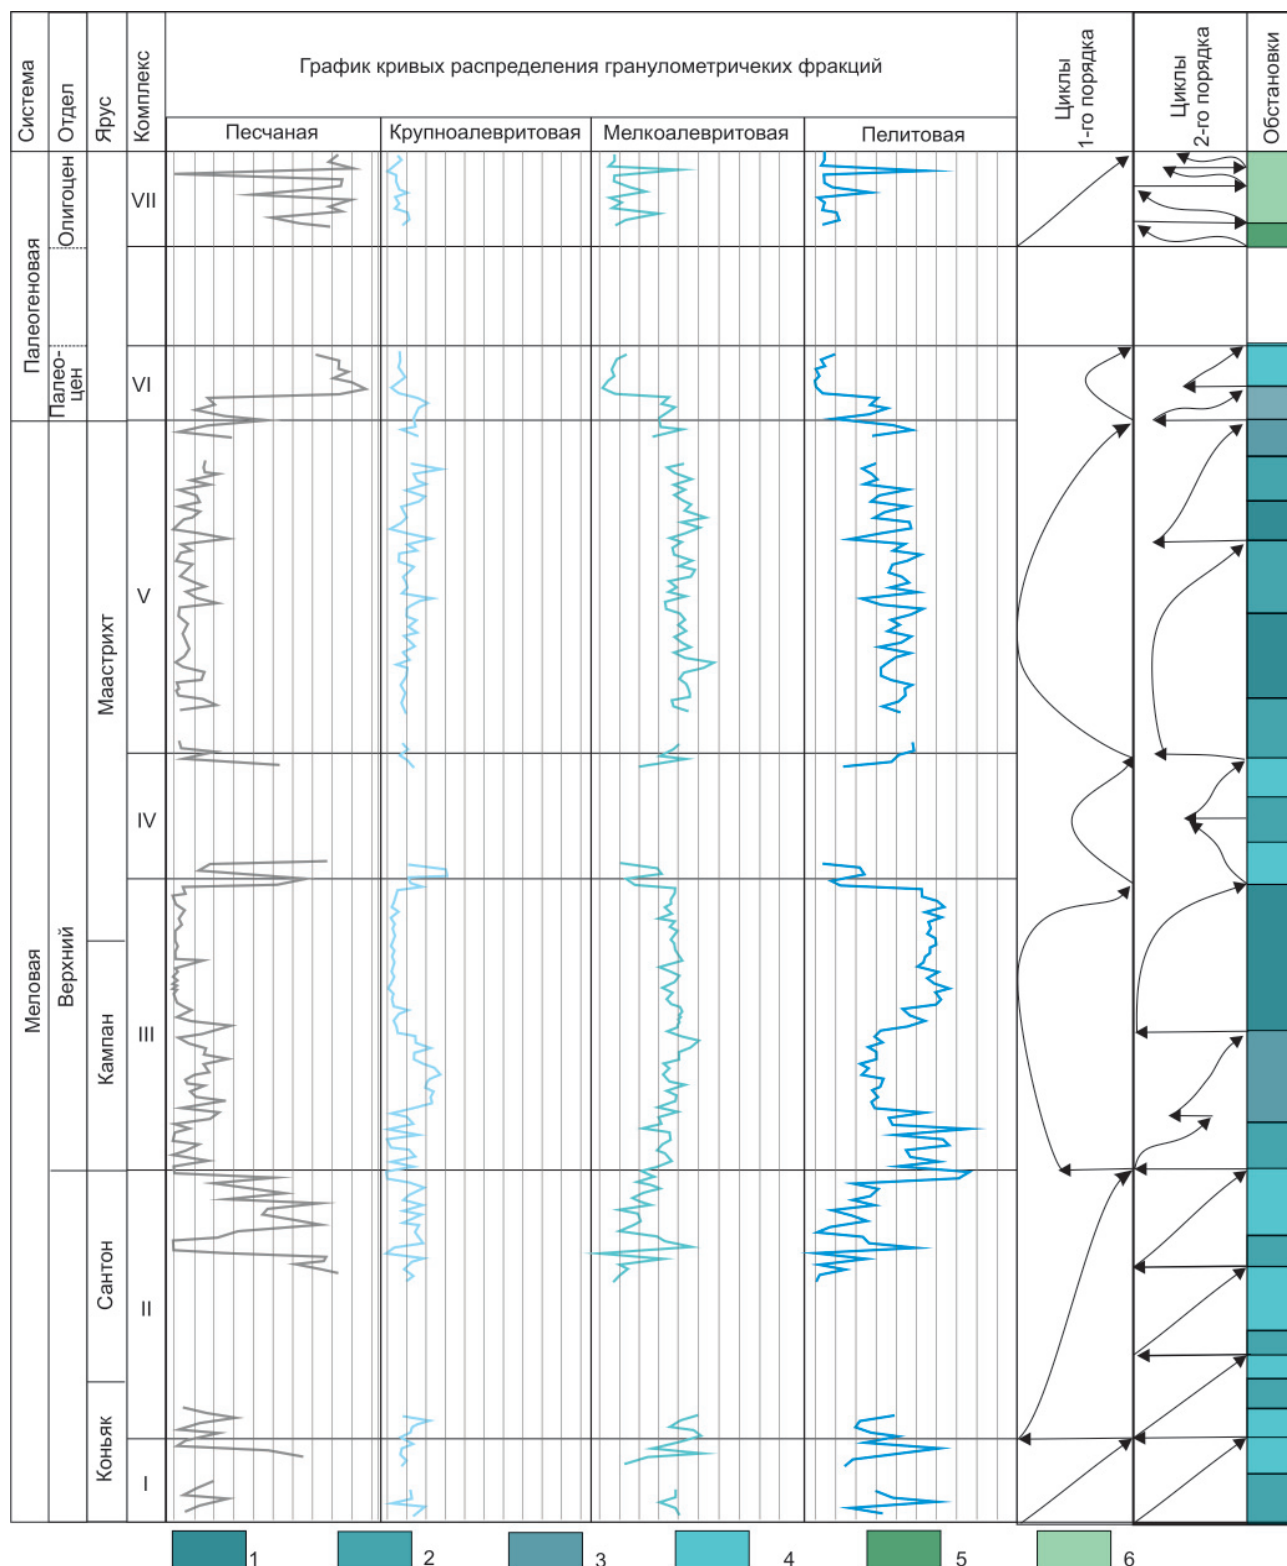 Система
Отдел
Ярус
Комплекс
График кривых распределения гранулометричеких фракций
Песчаная
Крупноалевритовая
Мелкоалевритовая
Пелитовая
Циклы
1-го порядка
Циклы
2-го порядка
Обстановки
Палеогеновая
Олигоцен
VII
Палео-
цен
VI
Меловая
Верхний
Маастрихт
V
IV
Кампан
III
Сантон
II
Коньяк
I
1
2
3
4
5
6